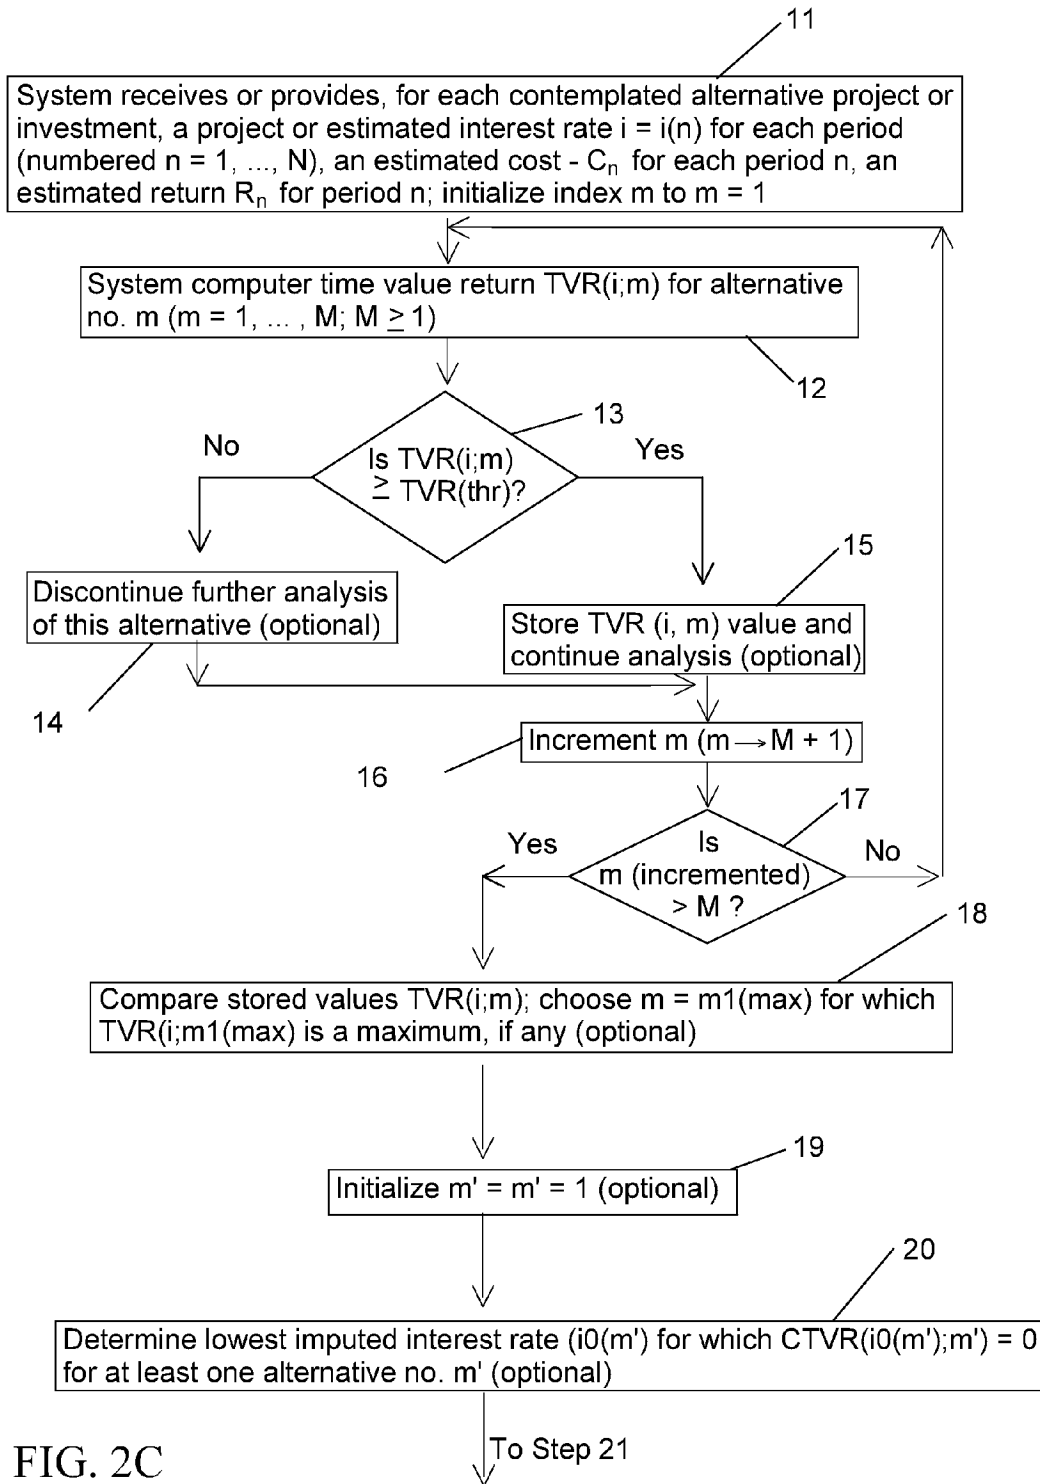 11
System receives or provides, for each contemplated alternative project or
investment, a project or estimated interest rate i = i(n) for each period
(numbered n = 1, ..., N), an estimated cost - Cn for each period n, an
estimated return Rn for period n; initialize index m to m = 1
System computer time value return TVR(i;m) for alternative
no. m (m = 1, ... , M; M ≥ 1)
12
13
No
Is TVR(i;m)
≥ TVR(thr)?
Yes
15
Discontinue further analysis
of this alternative (optional)
Store TVR (i, m) value and
continue analysis (optional)
14
Increment m (m → M + 1)
16
17
Yes
Is
m (incremented)
> M ?
No
18
Compare stored values TVR(i;m); choose m = m1(max) for which
TVR(i;m1(max) is a maximum, if any (optional)
19
Initialize m' = m' = 1 (optional)
20
Determine lowest imputed interest rate (i0(m') for which CTVR(i0(m');m') = 0
for at least one alternative no. m' (optional)
To Step 21
FIG. 2C